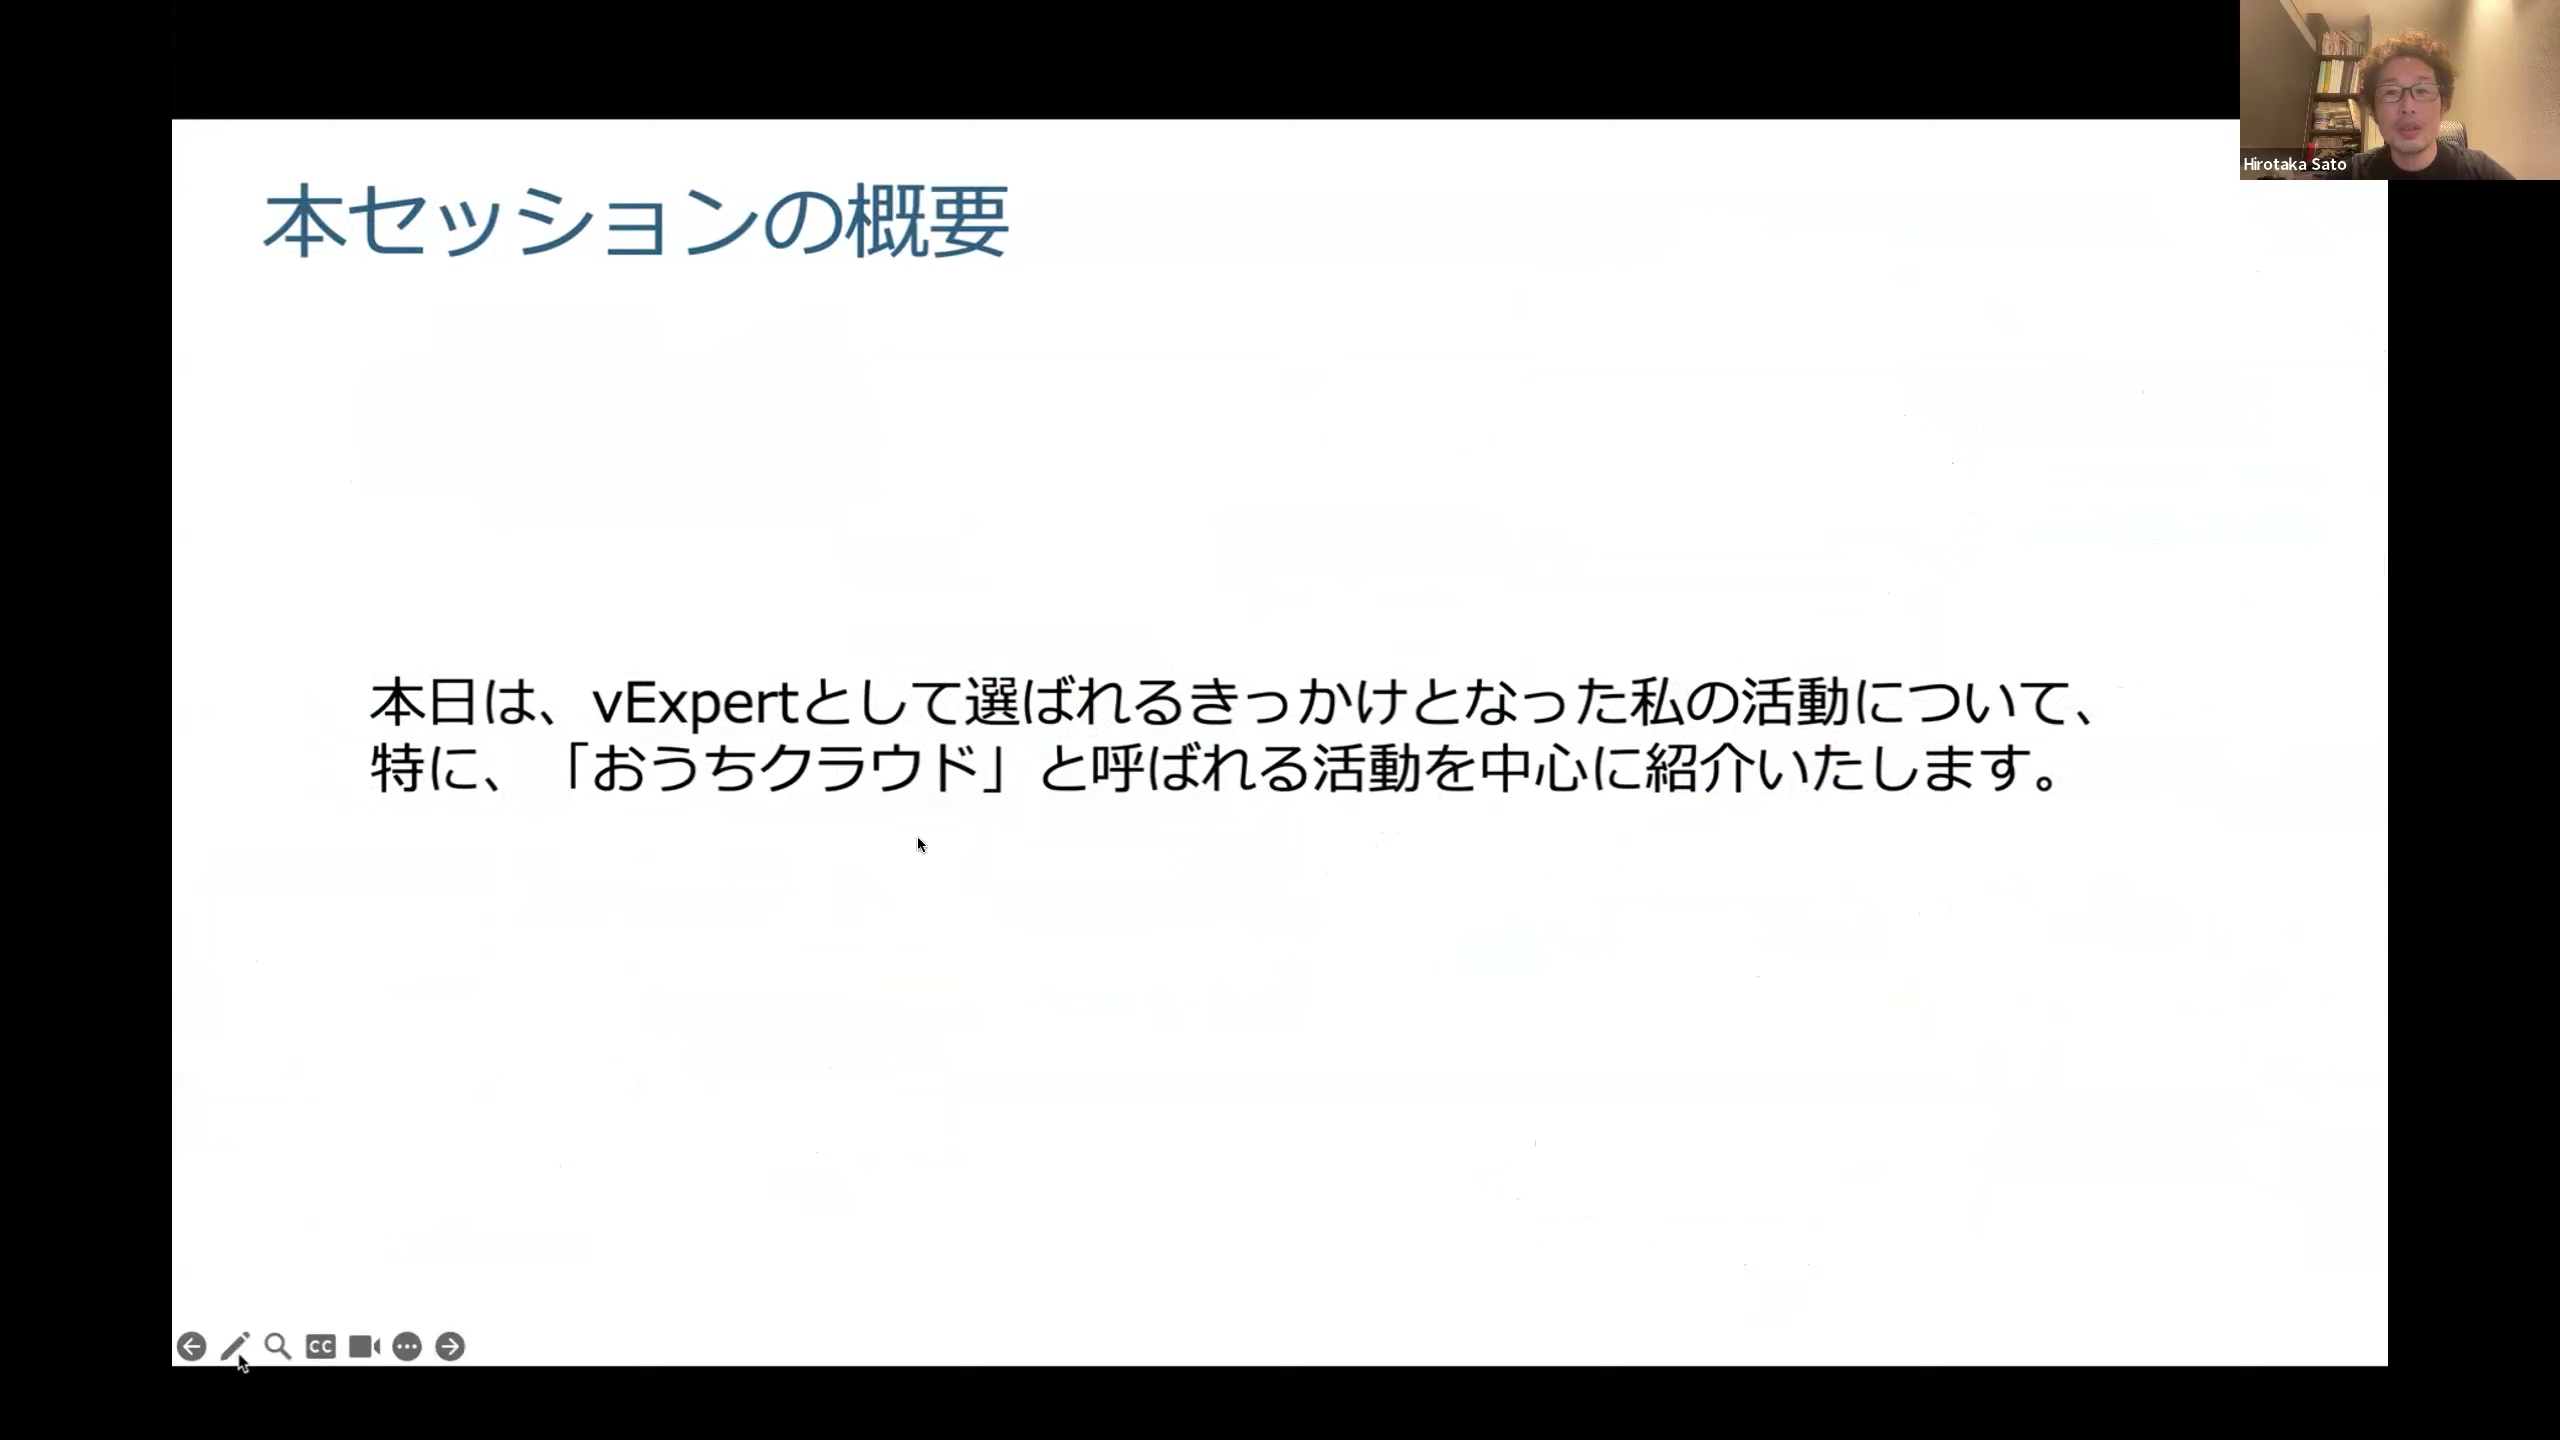 本セッションの概要
Hirotaka Sato
本日は、vExpertとして選ばれるきっかけとなった私の活動について、
特に、「おうちクラウド」と呼ばれる活動を中心に紹介いたします。
CC